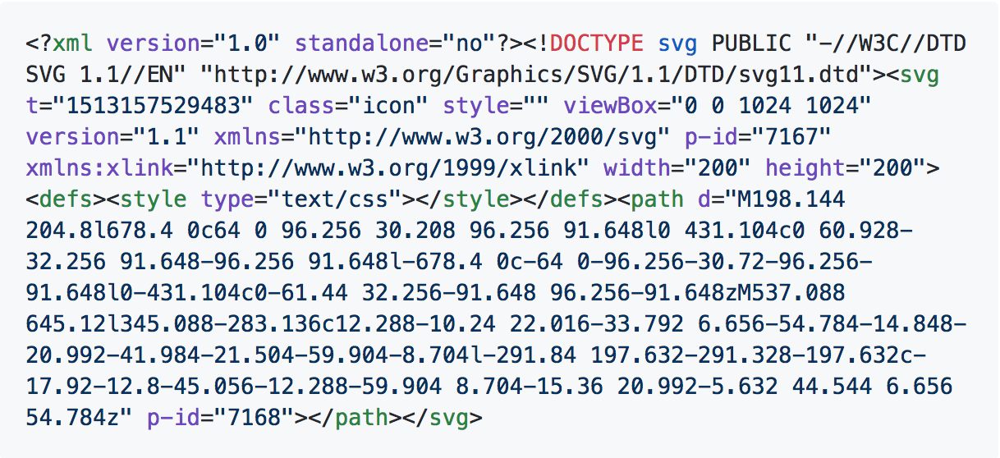 <?xml version="1.0" standalone="no"?><!DOCTYPE svg PUBLIC "-//W3C//DTD
SVG 1.1//EN" "http://www.w3.org/Graphics/SVG/1.1/DTD/svg11.dtd"><svg
t="1513157529483" class="icon" style="" viewBox="0 0 1024 1024"
version="1.1" xmlns="http://www.w3.org/2000/svg" p-id="7167"
xmlns:xlink="http://www.w3.org/1999/xlink" width="200" height="200">
<defs><style type="text/css"></style></defs><path d="M198.144
204.8l678.4 0c64 0 96.256 30.208 96.256 91.648l0 431.104c0 60.928-
32.256 91.648-96.256 91.648l-678.4 0c-64 0-96.256-30.72-96.256-
91.648l0-431.104c0-61.44 32.256-91.648 96.256-91.648zM537.088
645.12l345.088-283.136c12.288-10.24 22.016-33.792 6.656-54.784-14.848-
20.992-41.984-21.504-59.904-8.704l-291.84 197.632-291.328-197.632c-
17.92-12.8-45.056-12.288-59.904 8.704-15.36 20.992-5.632 44.544 6.656
54.784z" p-id="7168"></path></svg>